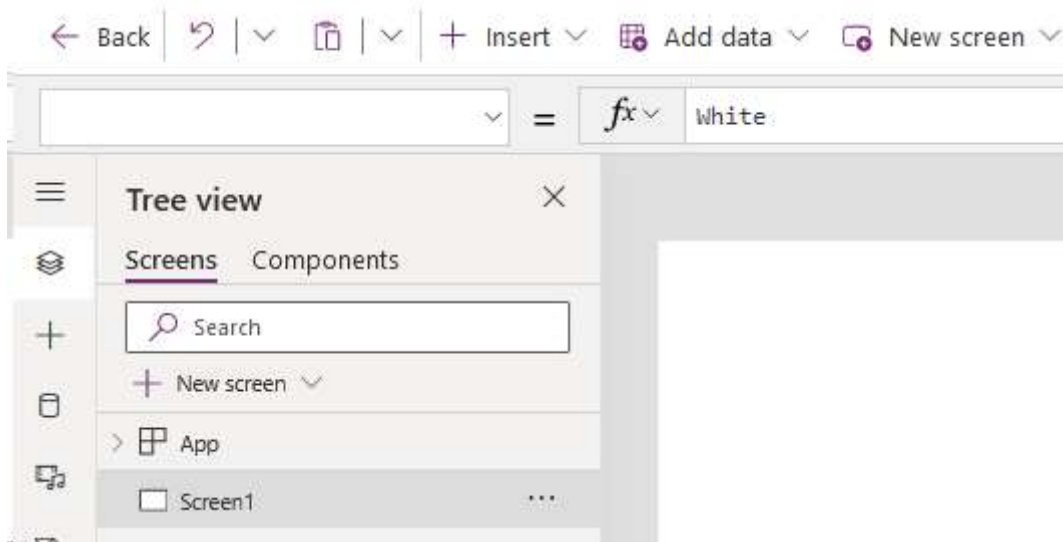 Back Insert Add data New screen
= fx White
Tree view
Screens Components
Search
New screen
App
Screen1